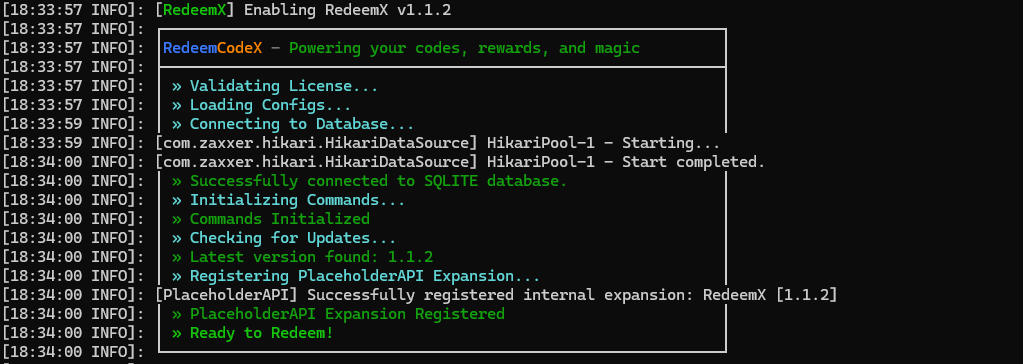 [18:33:57 INFO]: [RedeemX] Enabling RedeemX v1.1.2
[18:33:57 INFO]:
[18:33:57 INFO]: RedeemCodeX – Powering your codes, rewards, and magic
[18:33:57 INFO]:
[18:33:57 INFO]: » Validating License...
[18:33:57 INFO]: » Loading Configs...
[18:33:59 INFO]: » Connecting to Database...
[18:33:59 INFO]: [com.zaxxer.hikari.HikariDataSource] HikariPool-1 – Starting...
[18:34:00 INFO]: [com.zaxxer.hikari.HikariDataSource] HikariPool-1 – Start completed.
[18:34:00 INFO]: » Successfully connected to SQLITE database.
[18:34:00 INFO]: » Initializing Commands...
[18:34:00 INFO]: » Commands Initialized
[18:34:00 INFO]: » Checking for Updates...
[18:34:00 INFO]: » Latest version found: 1.1.2
[18:34:00 INFO]: » Registering PlaceholderAPI Expansion...
[18:34:00 INFO]: [PlaceholderAPI] Successfully registered internal expansion: RedeemX [1.1.2]
[18:34:00 INFO]: » PlaceholderAPI Expansion Registered
[18:34:00 INFO]: » Ready to Redeem!
[18:34:00 INFO]: